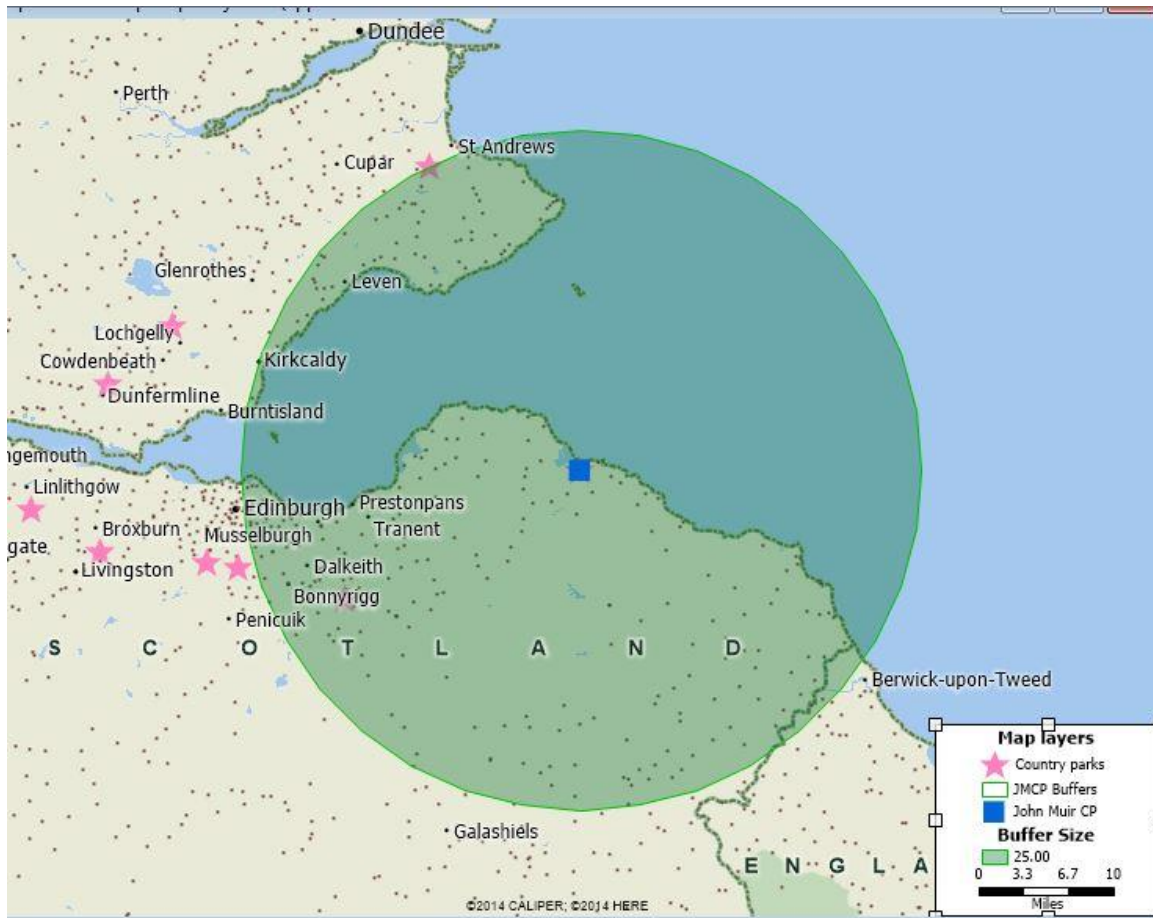 Dundee
Perth
St Andrews
Cupar
Glenrothes
Leven
Lochgelly
Cowdenbeath
Kirkcaldy
Dunfermline
Burntisland
ngemouth
Linlithgow
Edinburgh
Prestonpans
Broxburn
Musselburgh
Tranent
gate
Livingston
Dalkeith
Bonnyrigg
Penicuik
S C O T L A N D
Berwick-upon-Tweed
Map layers
Country parks
JMCP Buffers
John Muir CP
Buffer Size
25.00
0 3.3 6.7 10
Miles
Galashiels
E N G L A
©2014 CALIPER; ©2014 HERE